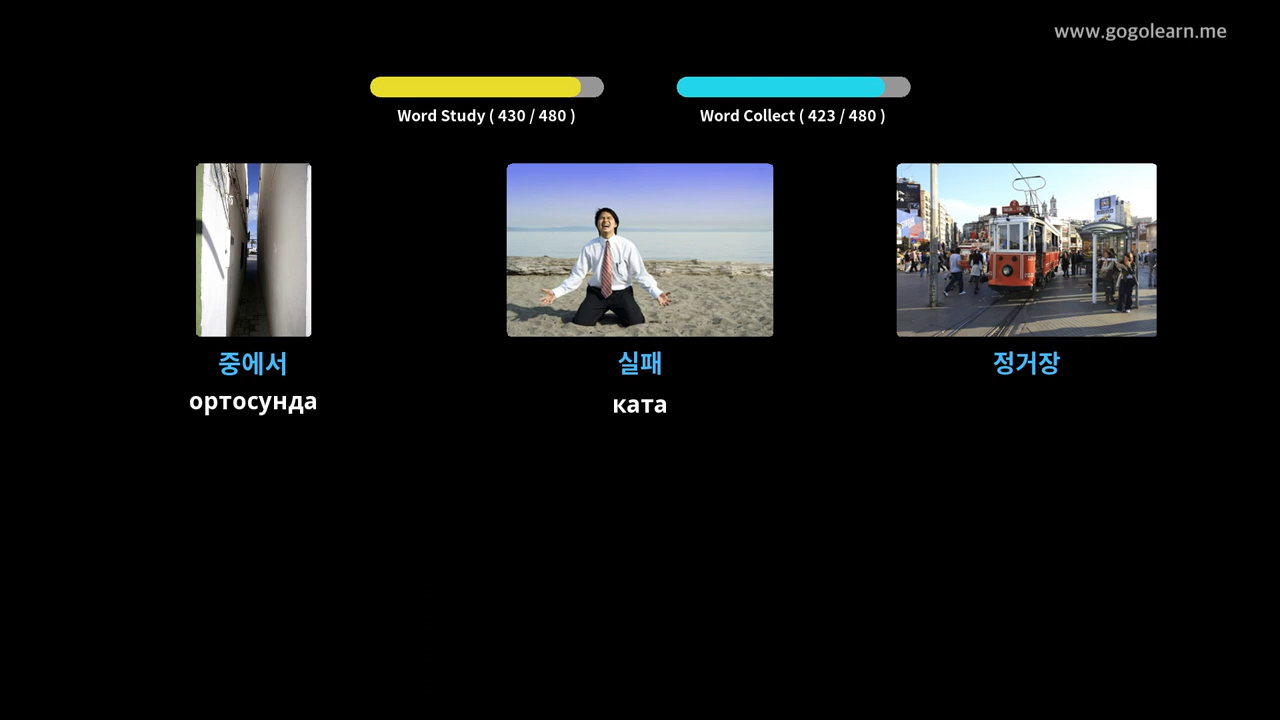 www.gogolearn.me
Word Study ( 430 / 480 )
Word Collect ( 423 / 480 )
중에서
실패
정거장
ортосунда
ката